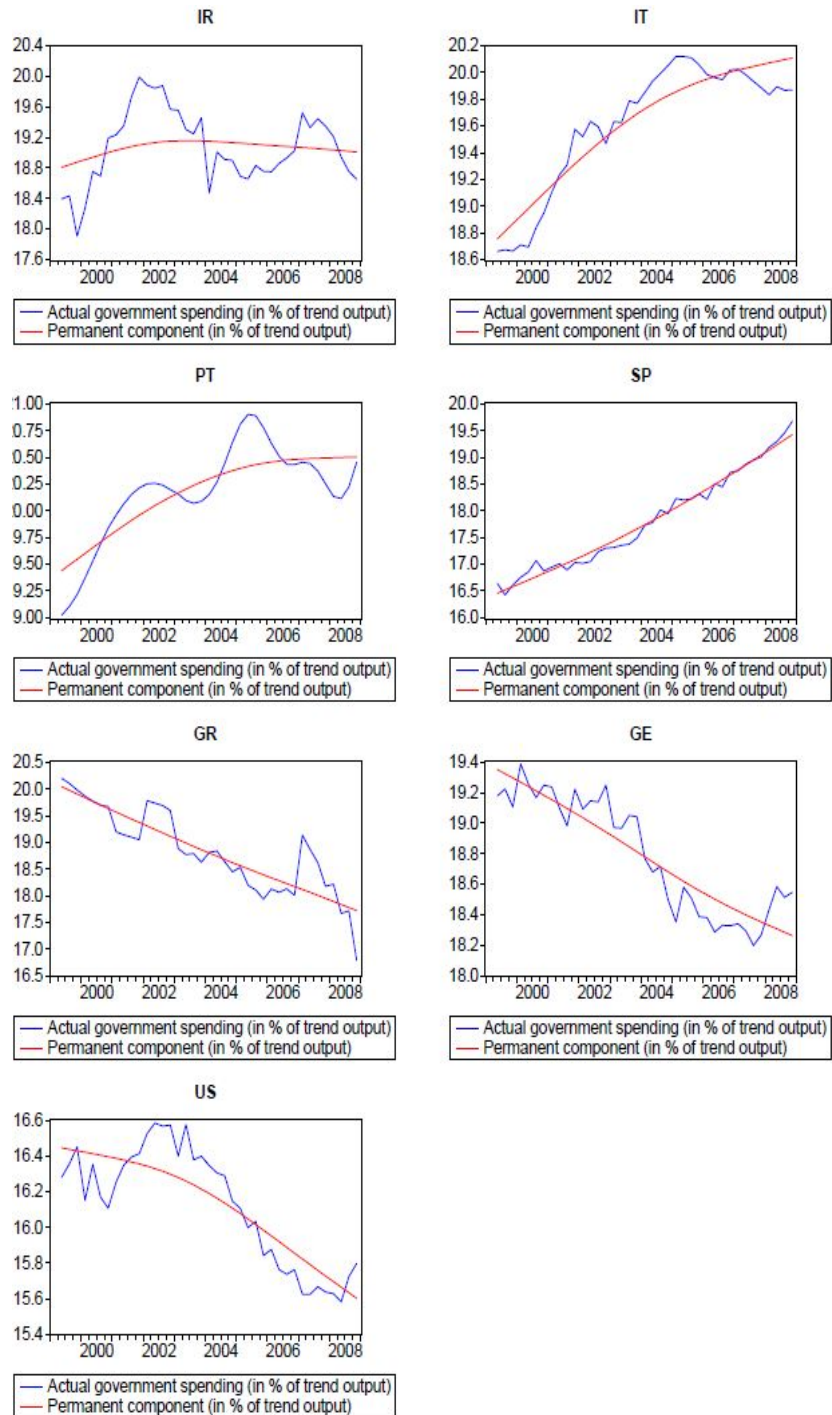 IR
20.4
20.0
19.6
19.2
18.8
18.4
18.0
17.6
2000 2002 2004 2006 2008
Actual government spending (in % of trend output)
Permanent component (in % of trend output)
IT
20.2
20.0
19.8
19.6
19.4
19.2
19.0
18.8
18.6
2000 2002 2004 2006 2008
Actual government spending (in % of trend output)
Permanent component (in % of trend output)
PT
1.00
0.75
0.50
0.25
0.00
9.75
9.50
9.25
9.00
2000 2002 2004 2006 2008
Actual government spending (in % of trend output)
Permanent component (in % of trend output)
SP
20.0
19.5
19.0
18.5
18.0
17.5
17.0
16.5
16.0
2000 2002 2004 2006 2008
Actual government spending (in % of trend output)
Permanent component (in % of trend output)
GR
20.5
20.0
19.5
19.0
18.5
18.0
17.5
17.0
16.5
2000 2002 2004 2006 2008
Actual government spending (in % of trend output)
Permanent component (in % of trend output)
GE
19.4
19.2
19.0
18.8
18.6
18.4
18.2
18.0
2000 2002 2004 2006 2008
Actual government spending (in % of trend output)
Permanent component (in % of trend output)
US
16.6
16.4
16.2
16.0
15.8
15.6
15.4
2000 2002 2004 2006 2008
Actual government spending (in % of trend output)
Permanent component (in % of trend output)